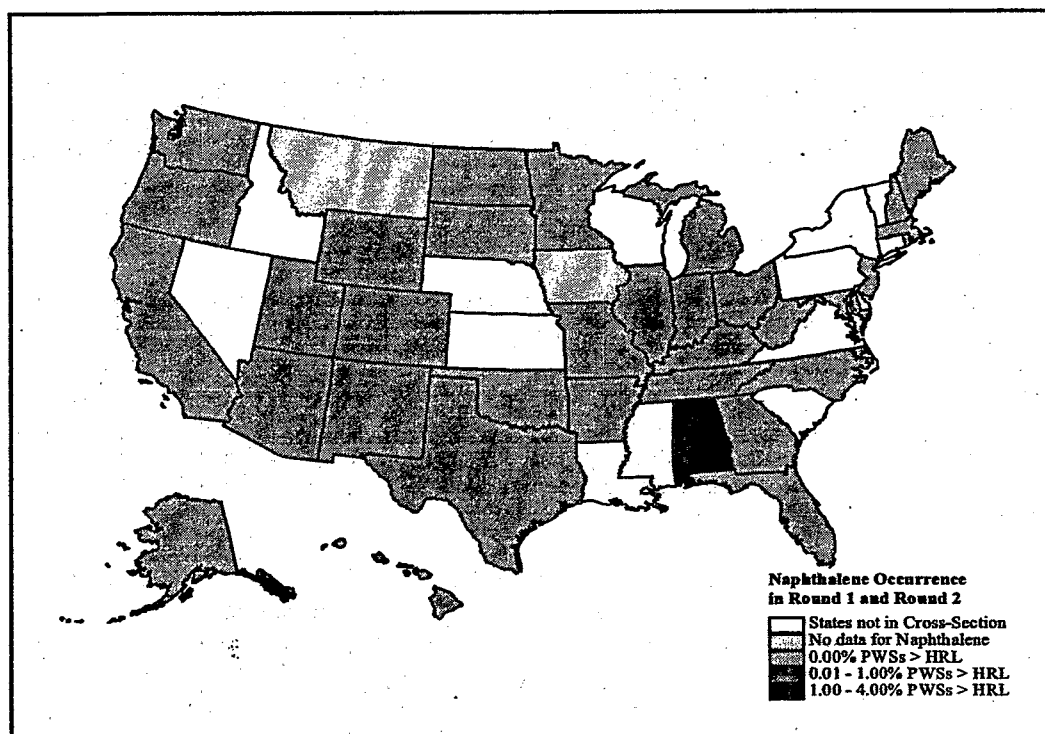 Naphthalene Occurrence
in Round 1 and Round 2
States not in Cross-Section
No data for Naphthalene
0.00% PWSs > HRL
0.01 - 1.00% PWSs > HRL
1.00 - 4.00% PWSs > HRL